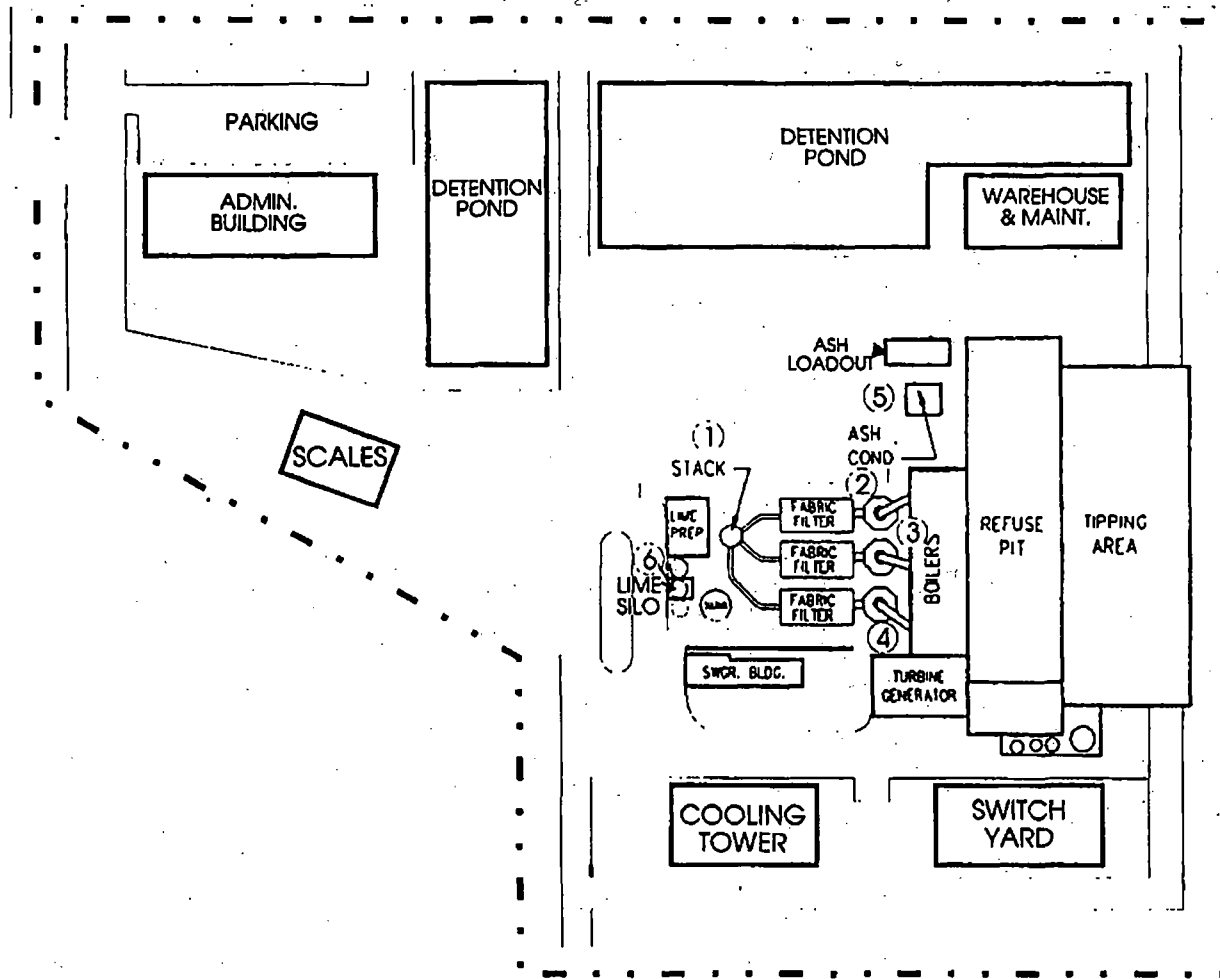 PARKING
ADMIN.
BUILDING
DETENTION
POND
DETENTION
POND
WAREHOUSE
& MAINT.
ASH
LOADOUT
(5)
ASH
COND
SCALES
(1)
STACK
(2)
(3)
LIME
PREP
FABRIC
FILTER
FABRIC
FILTER
FABRIC
FILTER
BOILERS
REFUSE
PIT
TIPPING
AREA
(6)
LIME
SILO
(4)
SWGR. BLDG.
TURBINE
GENERATOR
COOLING
TOWER
SWITCH
YARD